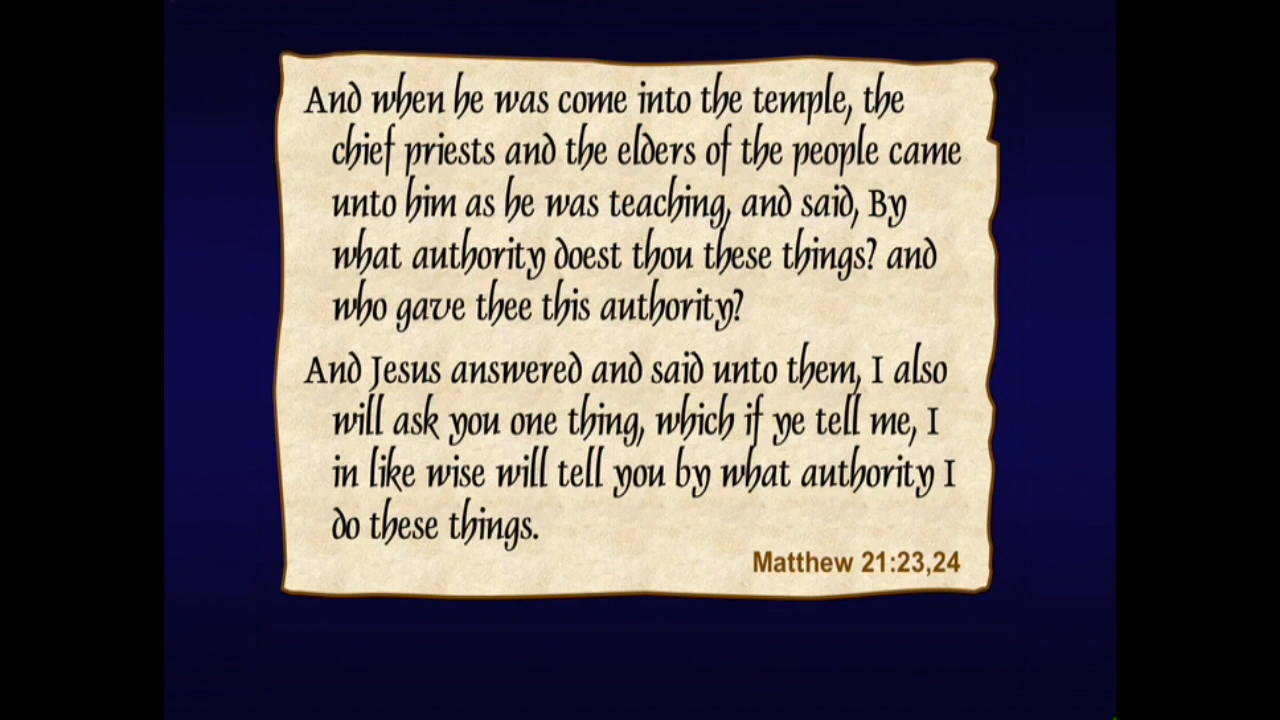 And when he was come into the temple, the
chief priests and the elders of the people came
unto him as he was teaching, and said, By
what authority doest thou these things? and
who gave thee this authority?
And Jesus answered and said unto them, I also
will ask you one thing, which if ye tell me, I
in like wise will tell you by what authority I
do these things.
Matthew 21:23,24